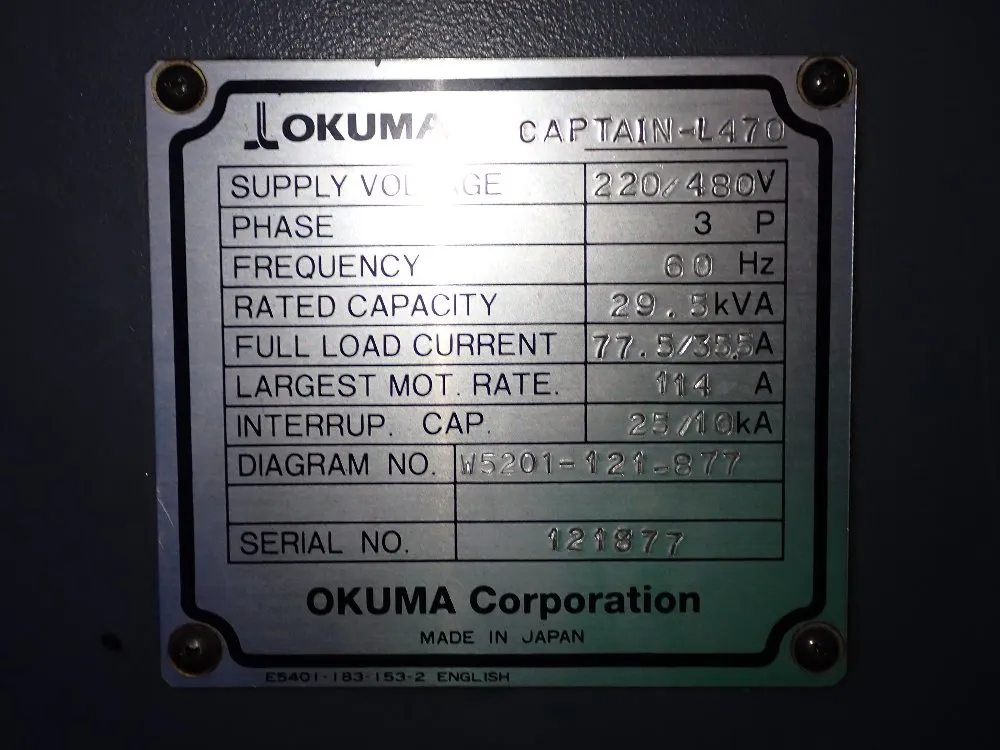 OKUMA CAPTAIN-L470
SUPPLY VOLTAGE 220/480V
PHASE 3 P
FREQUENCY 60 Hz
RATED CAPACITY 29.5kVA
FULL LOAD CURRENT 77.5/35.5A
LARGEST MOT. RATE. 114 A
INTERRUP. CAP. 25/10kA
DIAGRAM NO. W5201-121-877
SERIAL NO. 121877
OKUMA Corporation
MADE IN JAPAN
E5401-183-153-2 ENGLISH